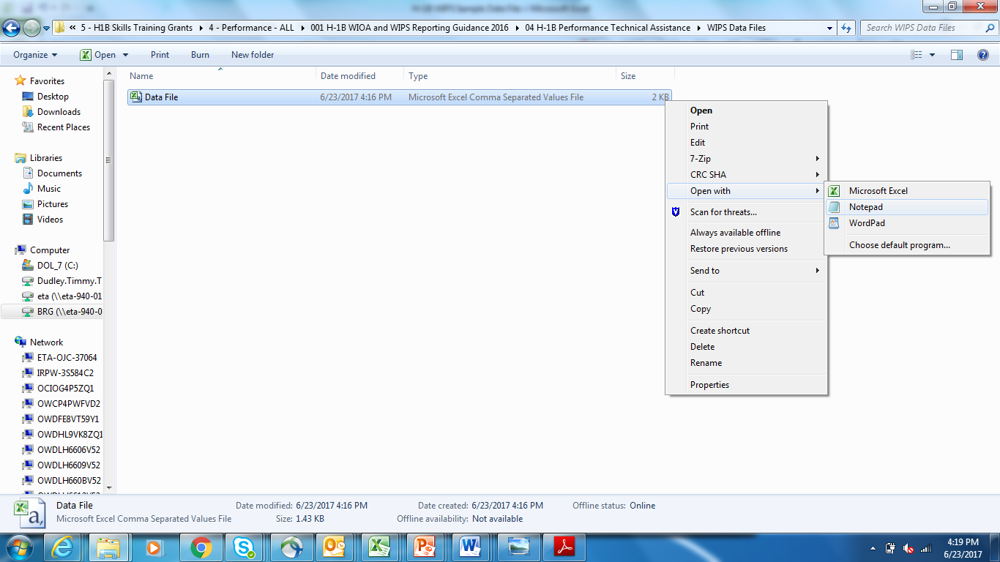 H-1B WIPS Sample Data File - Microsoft Excel
« 5 - H1B Skills Training Grants 4 - Performance - ALL 001 H-1B WIOA and WIPS Reporting Guidance 2016 04 H-1B Performance Technical Assistance WIPS Data Files
Search WIPS Data Files
Organize Open Print Burn New folder
Name Date modified Type Size
Data File 6/23/2017 4:16 PM Microsoft Excel Comma Separated Values File 2 KB
Favorites
Desktop
Downloads
Recent Places
Libraries
Documents
Music
Pictures
Videos
Computer
DOL_7 (C:)
Dudley.Timmy.T
eta (\\eta-940-01
BRG (\\eta-940-0
Network
ETA-OJC-37064
IRPW-3S584C2
OCIOG4P5ZQ1
OWCP4PWFVD2
OWDFE8VT59Y1
OWDHL9VK8ZQ1
OWDLH6606V52
OWDLH6609V52
OWDLH660BV52
Open
Print
Edit
7-Zip
CRC SHA
Open with
Scan for threats...
Always available offline
Restore previous versions
Send to
Cut
Copy
Create shortcut
Delete
Rename
Properties
Microsoft Excel
Notepad
WordPad
Choose default program...
Data File Date modified: 6/23/2017 4:16 PM Date created: 6/23/2017 4:16 PM Offline status: Online
Microsoft Excel Comma Separated Values File Size: 1.43 KB Offline availability: Not available
4:19 PM
6/23/2017